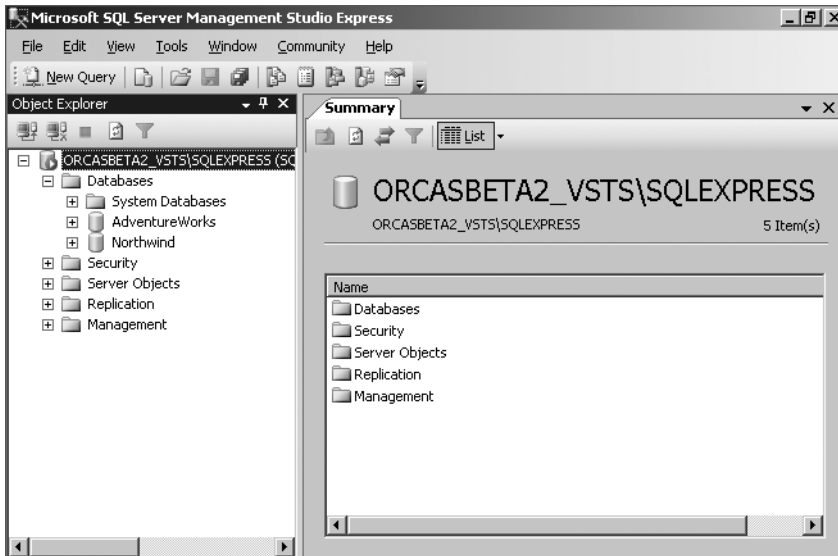 Microsoft SQL Server Management Studio Express
File Edit View Tools Window Community Help
New Query
Object Explorer
ORCASBETA2_VSTS\SQLEXPRESS (SQ
Databases
System Databases
AdventureWorks
Northwind
Security
Server Objects
Replication
Management
Summary
List
ORCASBETA2_VSTS\SQLEXPRESS
ORCASBETA2_VSTS\SQLEXPRESS 5 Item(s)
Name
Databases
Security
Server Objects
Replication
Management